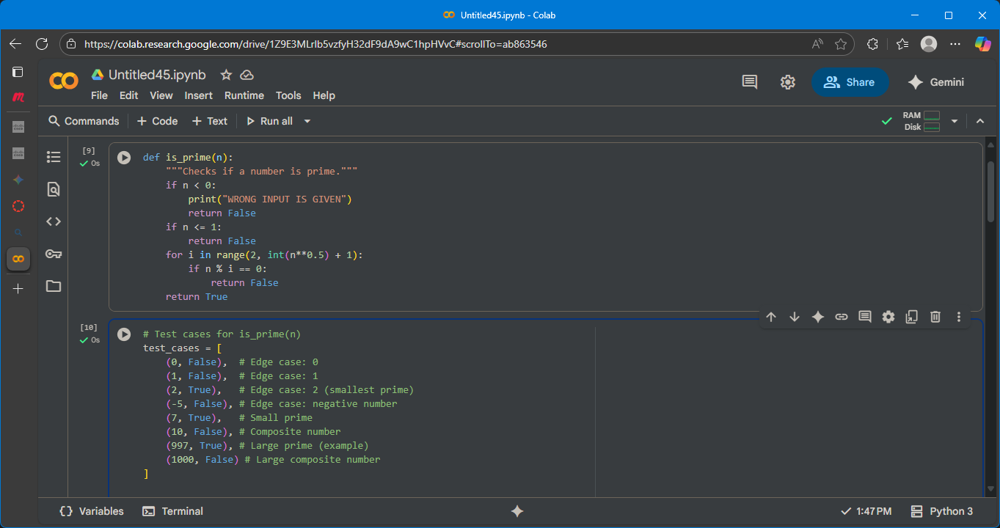 Untitled45.ipynb - Colab
https://colab.research.google.com/drive/1Z9E3MLrlb5vzfyH32dF9dA9wC1hpHVvC#scrollTo=ab863546
Untitled45.ipynb
File Edit View Insert Runtime Tools Help
Share
Gemini
Commands + Code + Text Run all
RAM
Disk
[9]
0s
def is_prime(n):
    """Checks if a number is prime."""
    if n < 0:
        print("WRONG INPUT IS GIVEN")
        return False
    if n <= 1:
        return False
    for i in range(2, int(n**0.5) + 1):
        if n % i == 0:
            return False
    return True
[10]
0s
# Test cases for is_prime(n)
test_cases = [
    (0, False),  # Edge case: 0
    (1, False),  # Edge case: 1
    (2, True),   # Edge case: 2 (smallest prime)
    (-5, False), # Edge case: negative number
    (7, True),   # Small prime
    (10, False), # Composite number
    (997, True), # Large prime (example)
    (1000, False) # Large composite number
]
Variables Terminal
1:47 PM Python 3